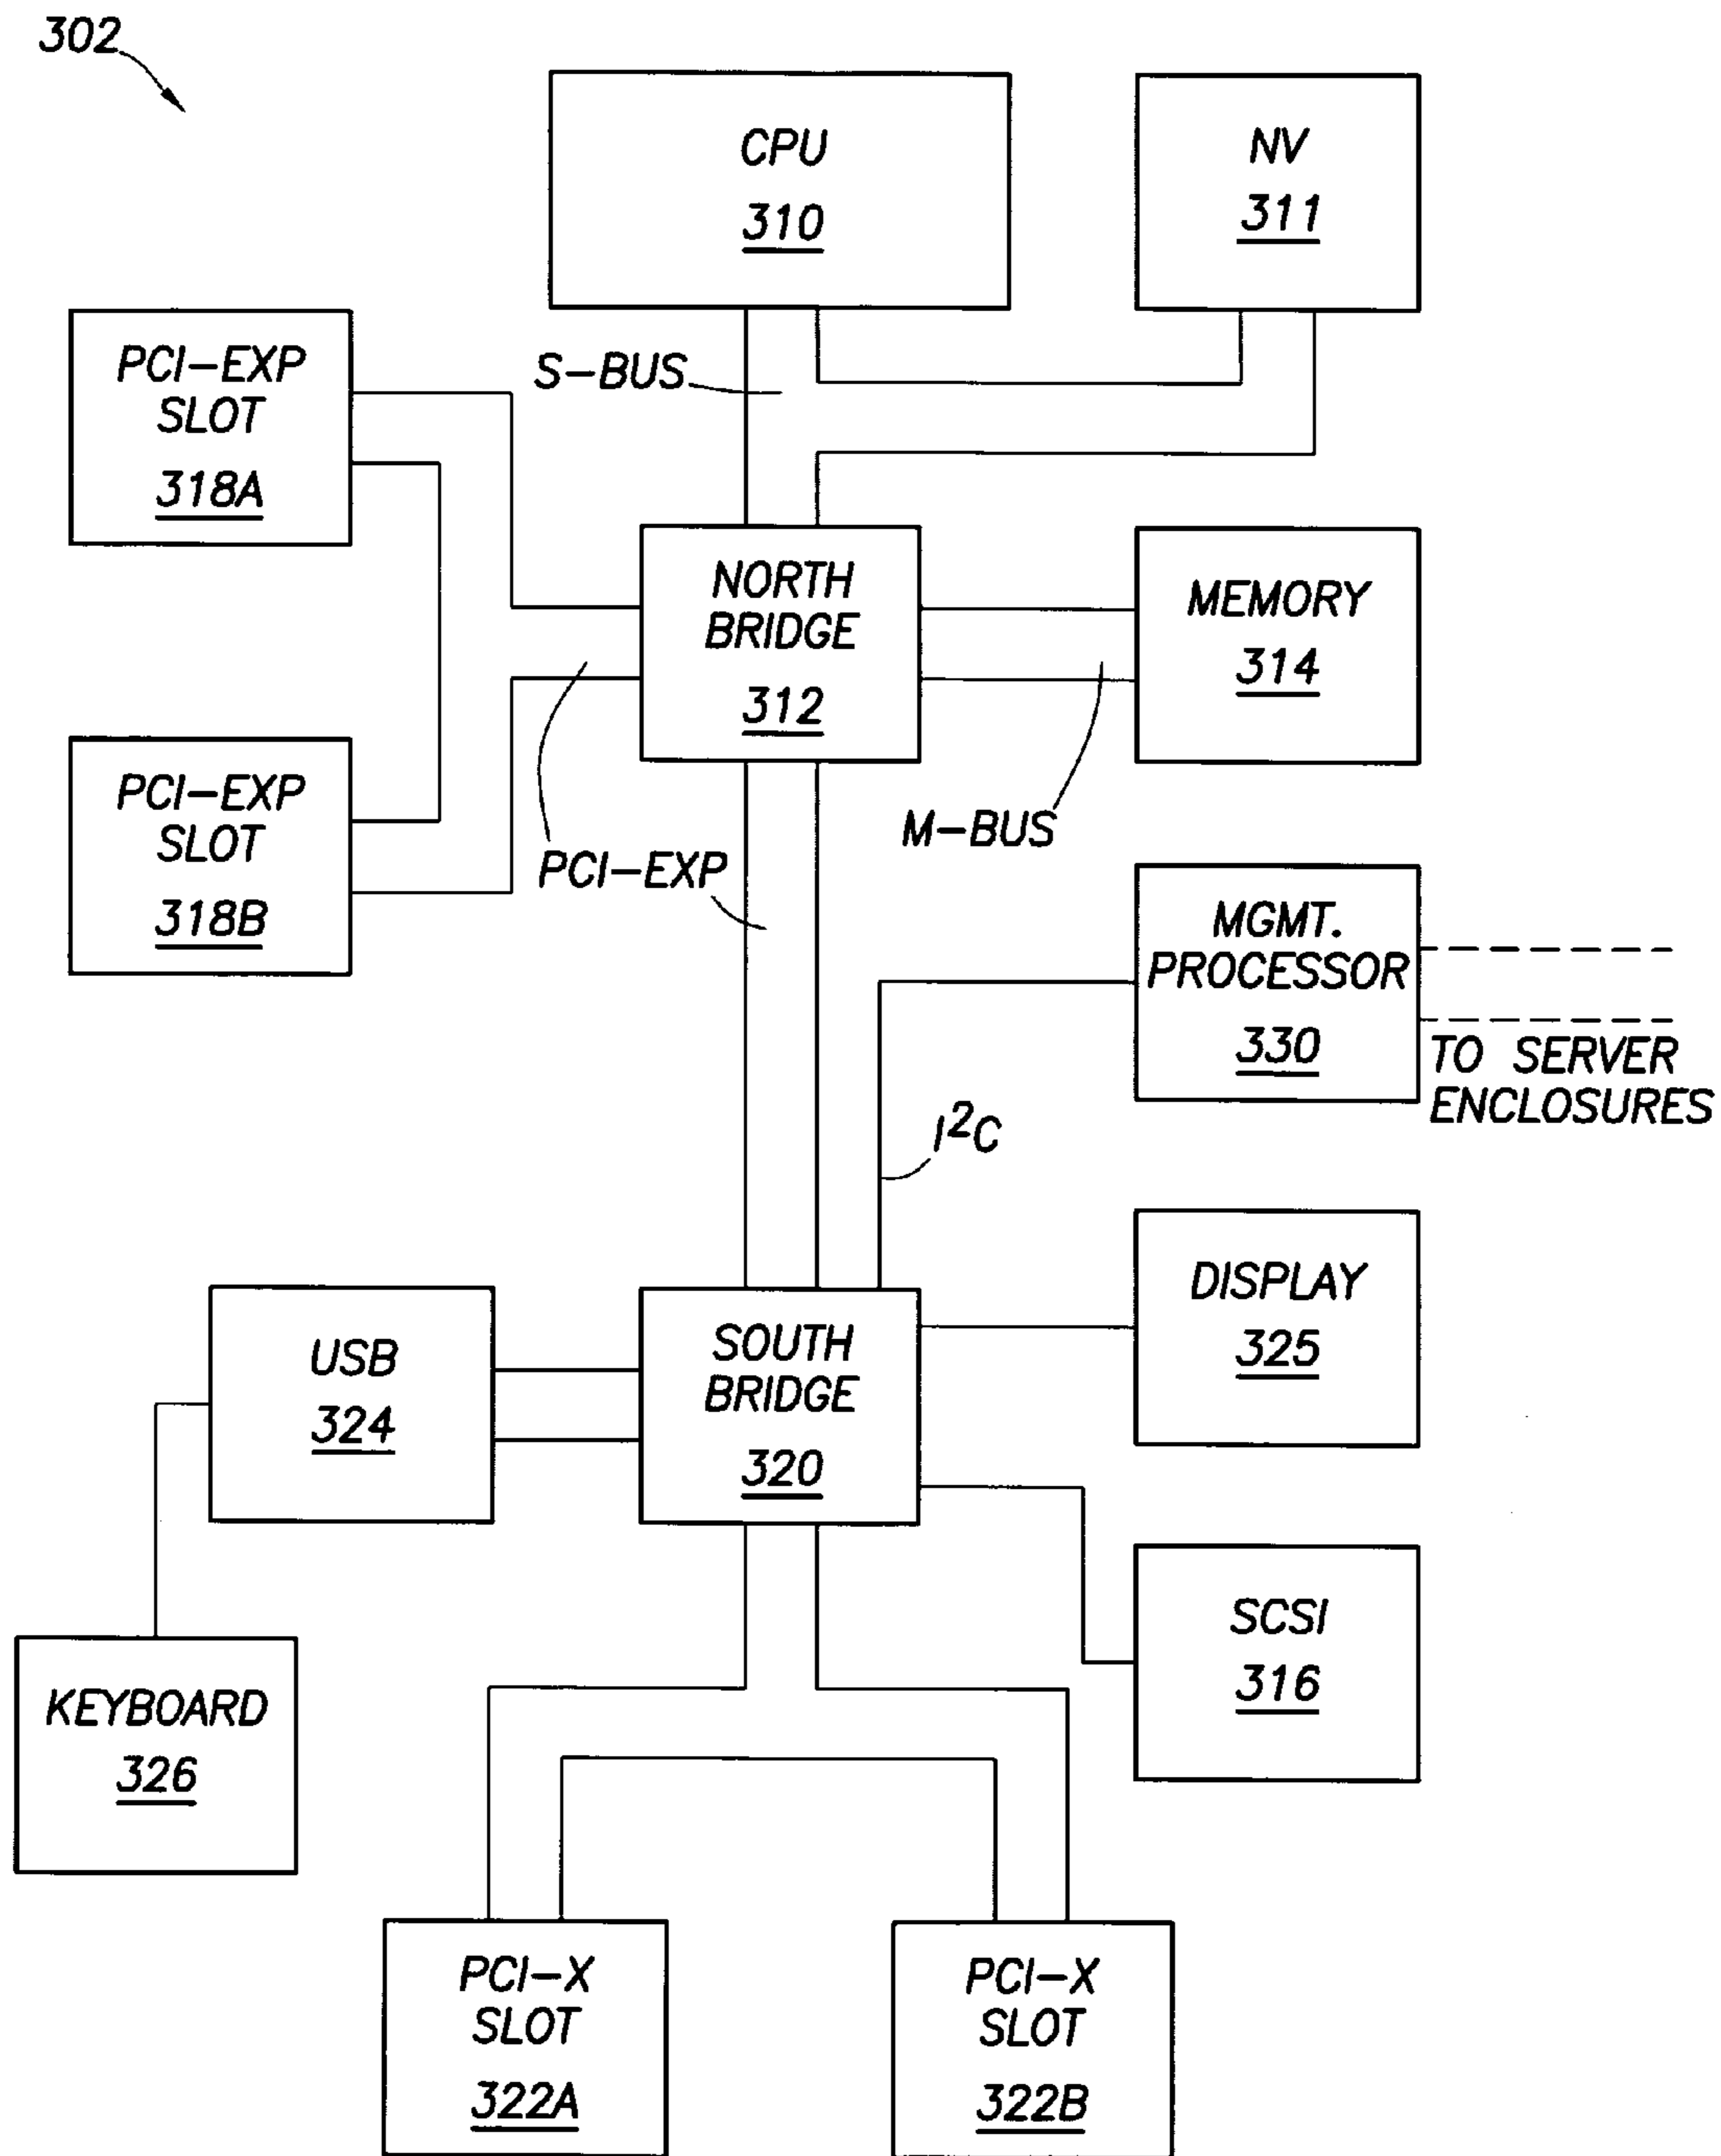 302
CPU
310
NV
311
PCI-EXP
SLOT
318A
S-BUS
NORTH
BRIDGE
312
MEMORY
314
PCI-EXP
SLOT
318B
PCI-EXP
M-BUS
MGMT.
PROCESSOR
330
TO SERVER
ENCLOSURES
I²C
USB
324
SOUTH
BRIDGE
320
DISPLAY
325
SCSI
316
KEYBOARD
326
PCI-X
SLOT
322A
PCI-X
SLOT
322B